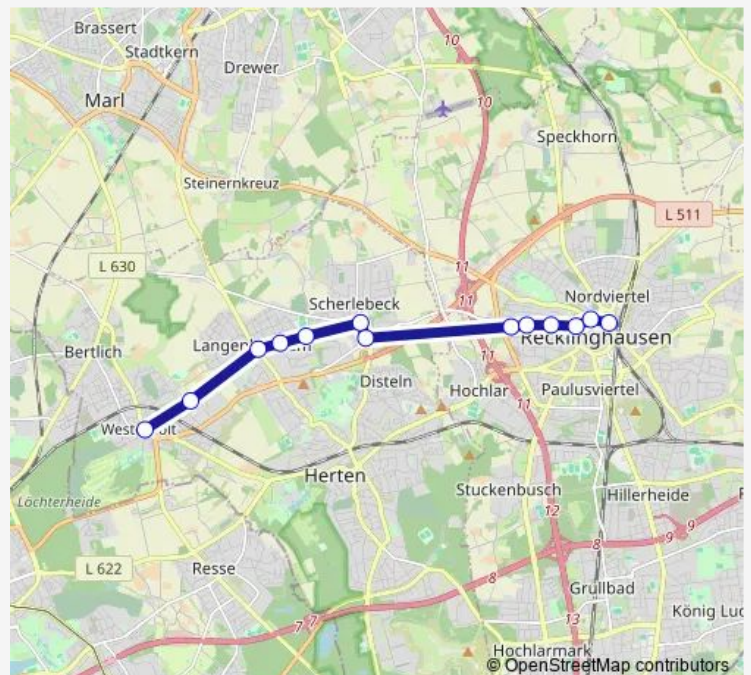 Brassert
Stadtkern
Drewer
Marl
10
10
Speckhorn
Steinernkreuz
L 511
L 630
11
11
Scherlebeck
Nordviertel
Bertlich
Recklinghausen
11
Disteln
Hochlar
Paulusviertel
11
Herten
Stuckenbusch
Hillerheide
Löchterheide
12
9
9
8
L 622
Resse
8
Grullbad
König Lud
7
7
13
Hochlarmark
© OpenStreetMap contributors